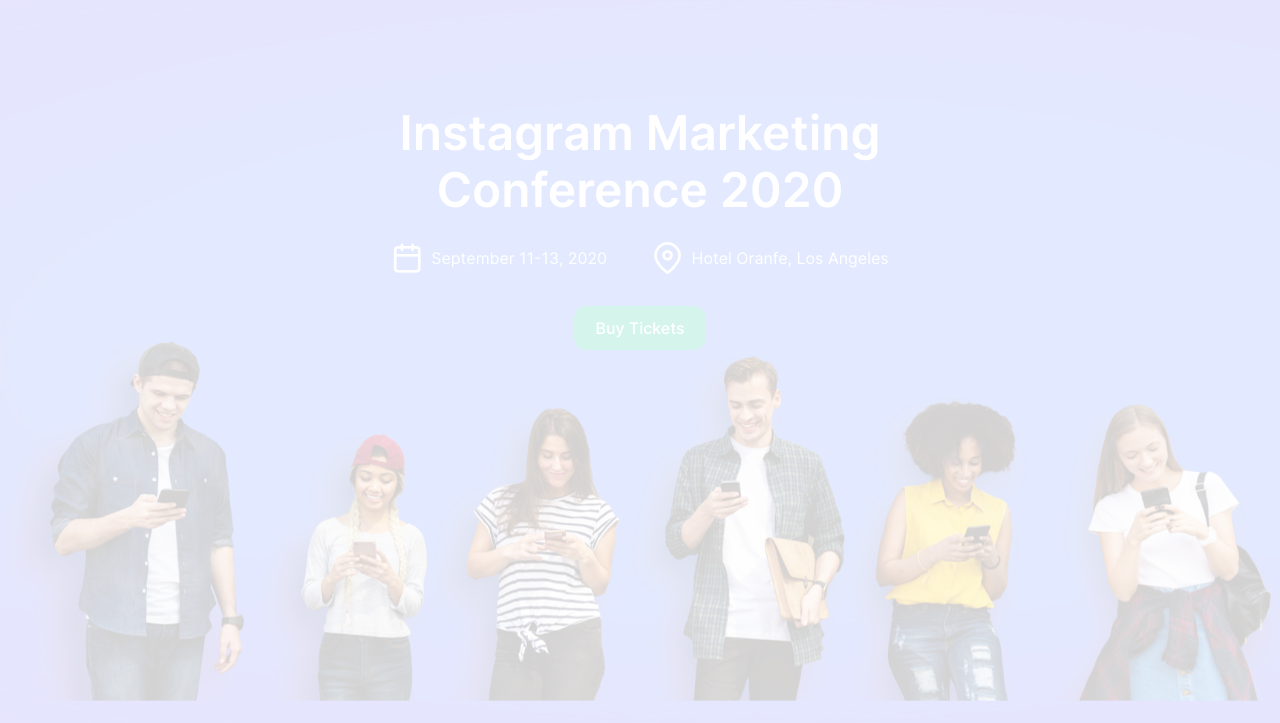 Instagram Marketing
Conference 2020
September 11-13, 2020
Hotel Oranfe, Los Angeles
Buy Tickets